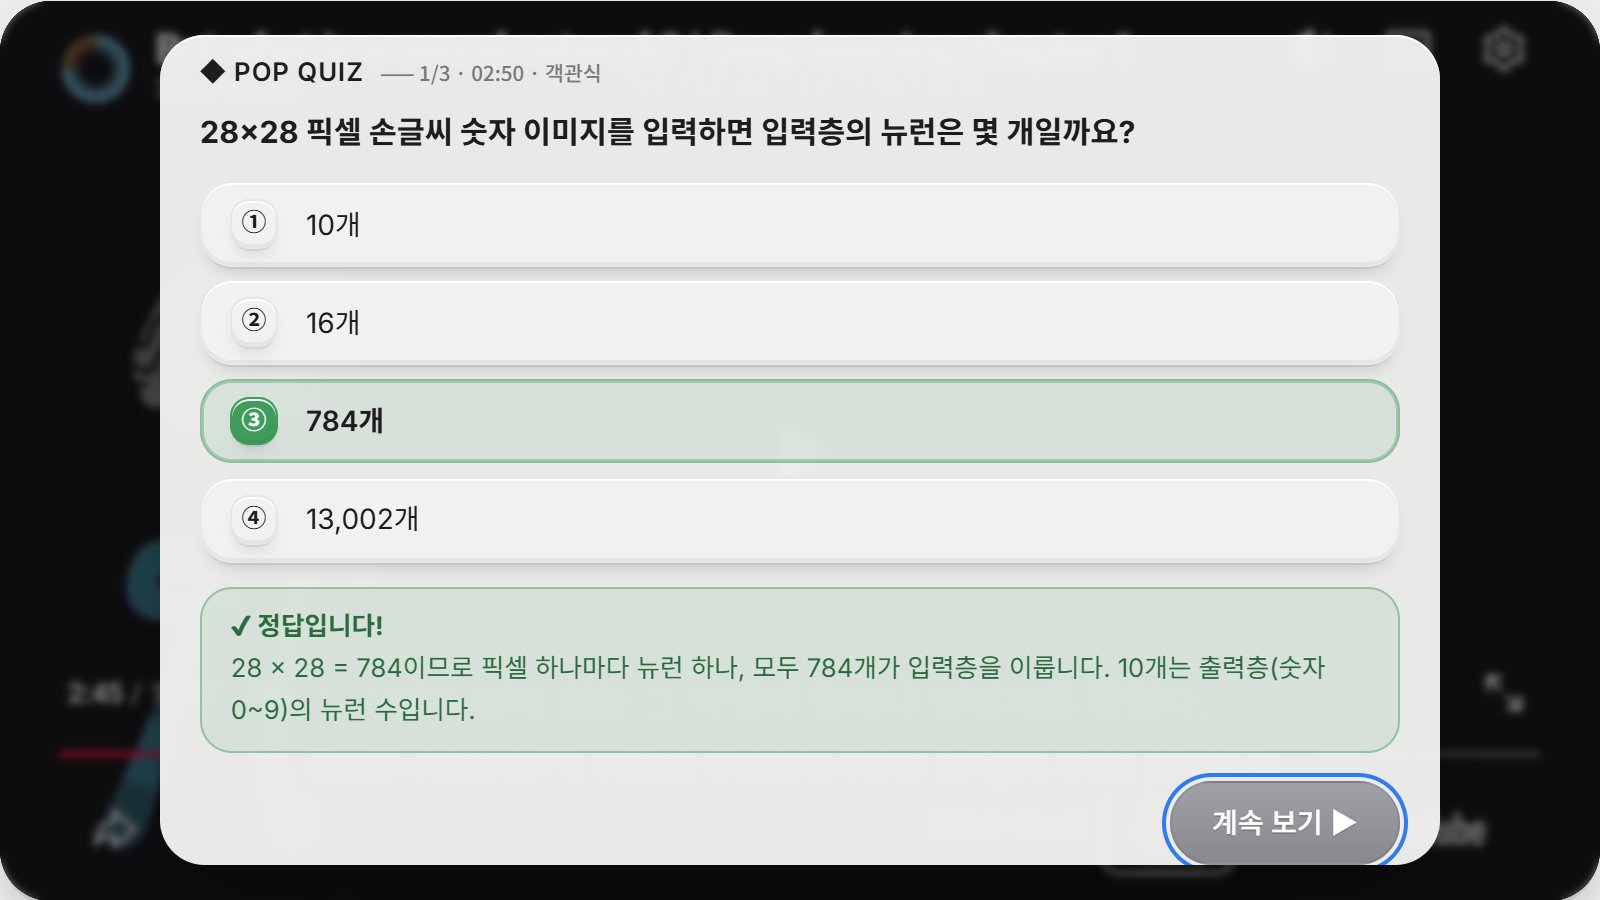 ◆ POP QUIZ — 1/3 · 02:50 · 객관식
28×28 픽셀 손글씨 숫자 이미지를 입력하면 입력층의 뉴런은 몇 개일까요?
① 10개
② 16개
③ 784개
④ 13,002개
✓ 정답입니다!
28 × 28 = 784이므로 픽셀 하나마다 뉴런 하나, 모두 784개가 입력층을 이룹니다. 10개는 출력층(숫자
0~9)의 뉴런 수입니다.
2:45 /
계속 보기 ▶